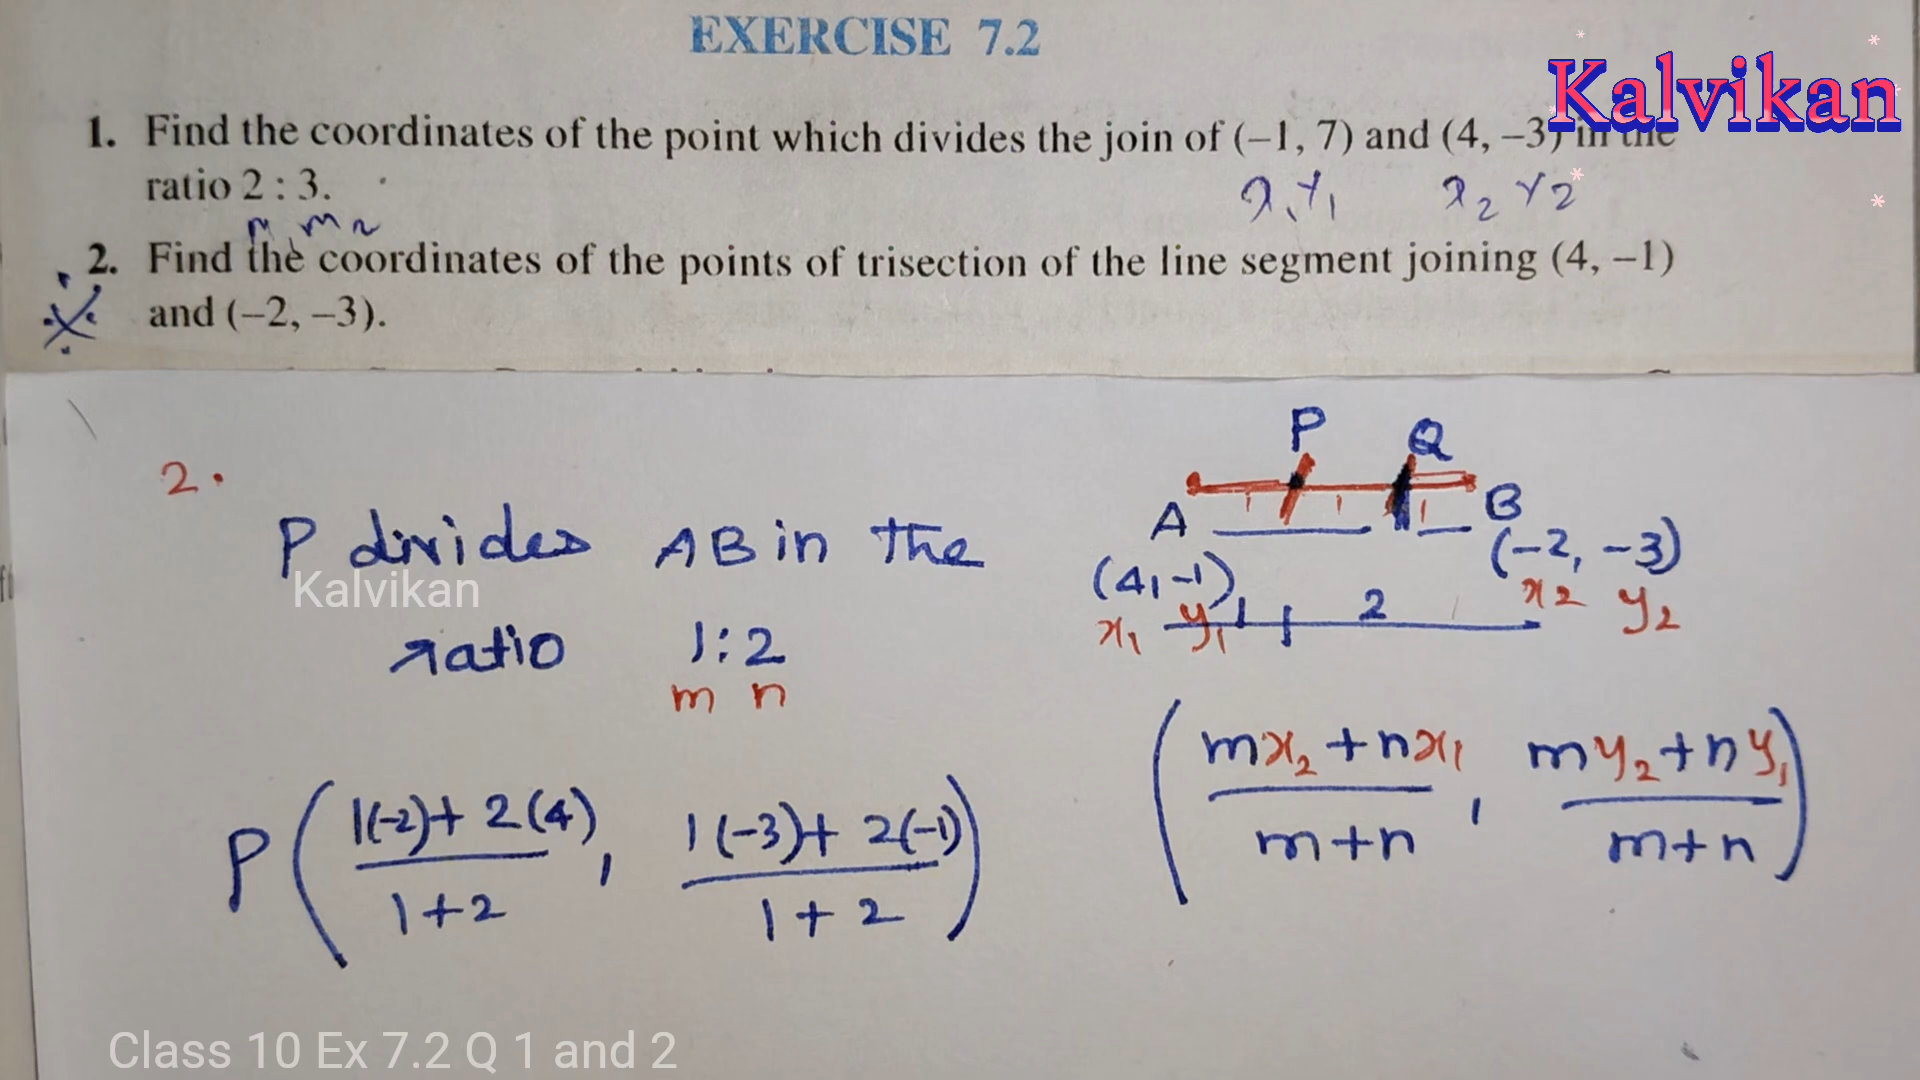 EXERCISE 7.2
Kalvikan
1. Find the coordinates of the point which divides the join of (–1, 7) and (4, –3) in the
ratio 2 : 3.
x₁ y₁ x₂ y₂
m₂
2. Find the coordinates of the points of trisection of the line segment joining (4, –1)
and (–2, –3).
2.
P Q
A B
(4, -1) (-2, -3)
x₁ y₁ x₂ y₂
1 2
P divides AB in the
Kalvikan
ratio 1:2
m n
(mx₂+nx₁ / m+n , my₂+ny₁ / m+n)
P(1(-2)+2(4) / 1+2 , 1(-3)+2(-1) / 1+2)
Class 10 Ex 7.2 Q 1 and 2